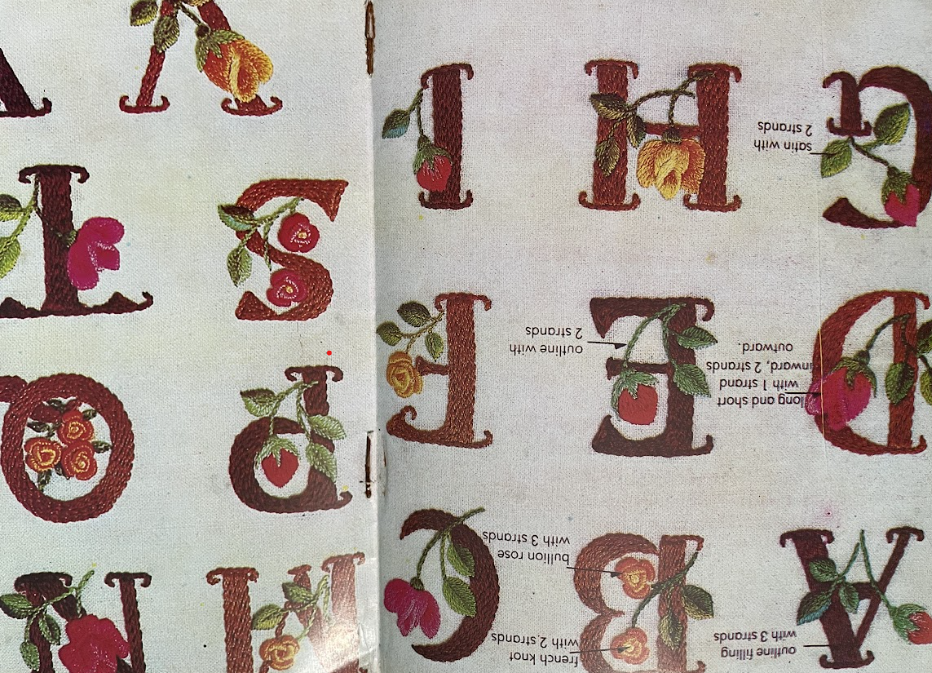 A B C
outline filling
with 3 strands
french knot
with 2 strands
bullion rose
with 3 strands
D E F
long and short
with 1 strand
inward, 2 strands
outward.
outline with
2 strands
G H I
satin with
2 strands
M N
P Q
S T
V